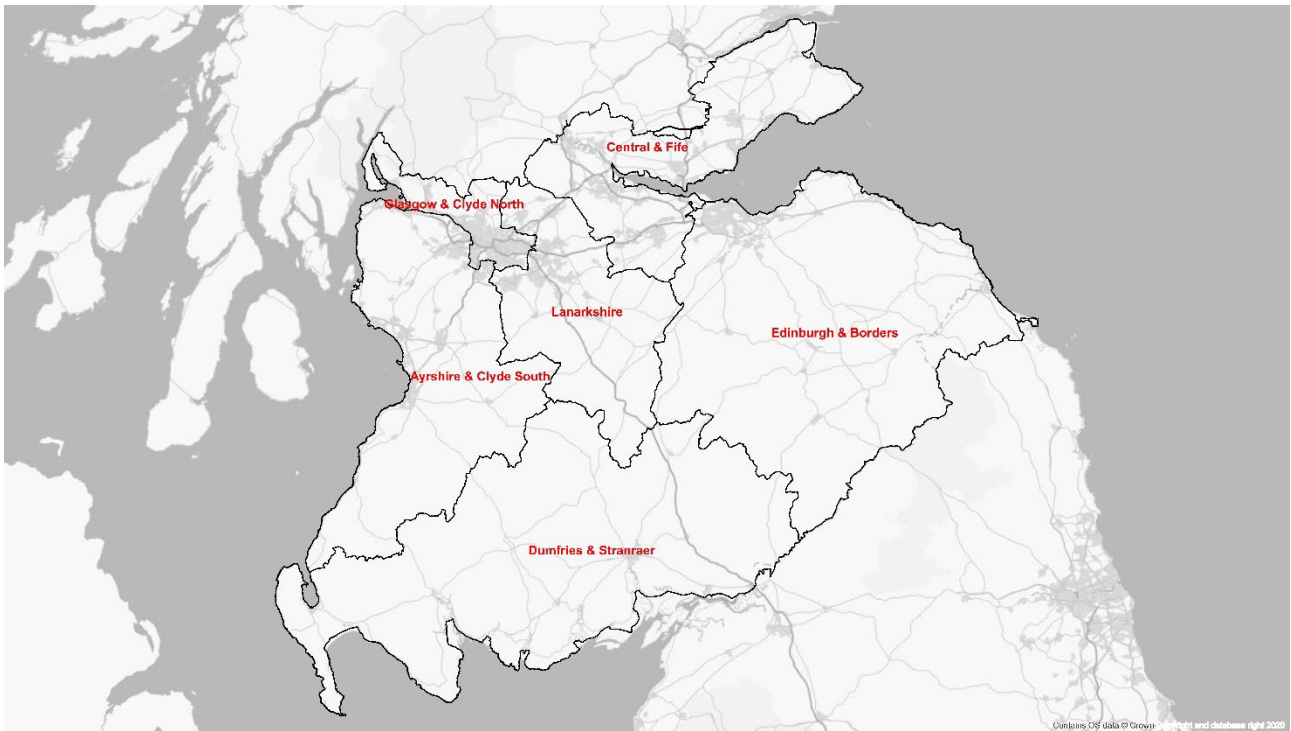 Central & Fife
Glasgow & Clyde North
Lanarkshire
Edinburgh & Borders
Ayrshire & Clyde South
Dumfries & Stranraer
Contains OS data © Crown copyright and database right 2020